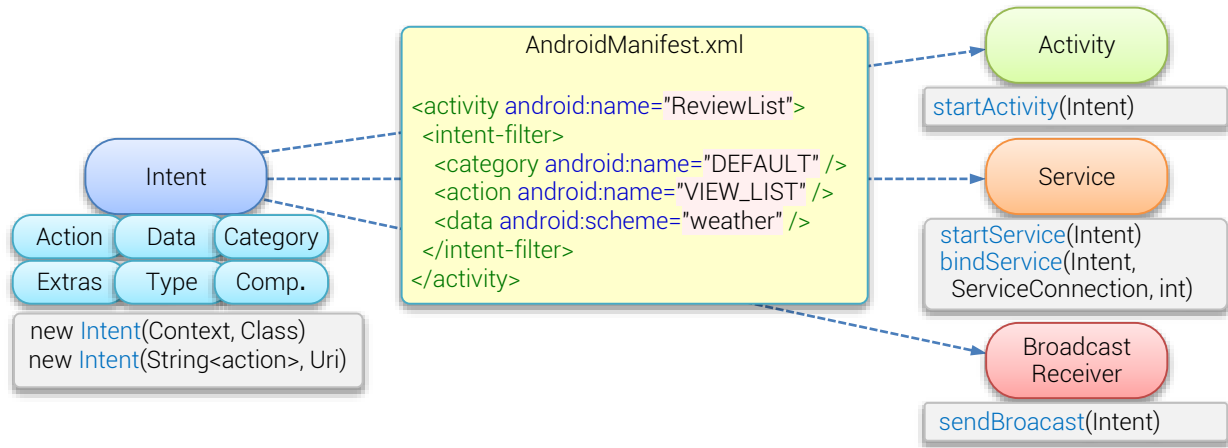 Intent
Action
Data
Category
Extras
Type
Comp.
new Intent(Context, Class)
new Intent(String<action>, Uri)
AndroidManifest.xml
<activity android:name="ReviewList">
<intent-filter>
<category android:name="DEFAULT" />
<action android:name="VIEW_LIST" />
<data android:scheme="weather" />
</intent-filter>
</activity>
Activity
startActivity(Intent)
Service
startService(Intent)
bindService(Intent,
ServiceConnection, int)
Broadcast
Receiver
sendBroacast(Intent)